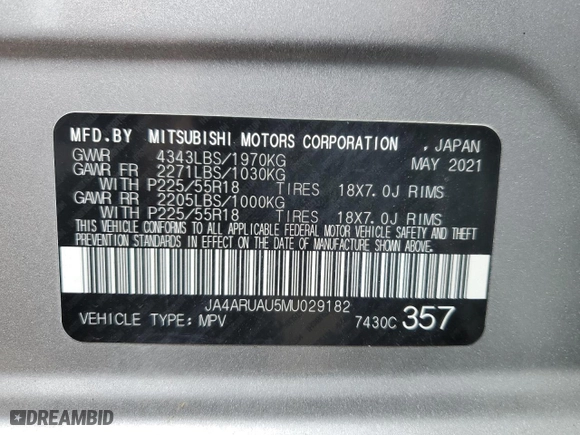 MFD.BY MITSUBISHI MOTORS CORPORATION , JAPAN
GVWR 4343LBS/1970KG MAY 2021
GAWR FR 2271LBS/1030KG
WITH P225/55R18 TIRES 18X7.0J RIMS
GAWR RR 2205LBS/1000KG
WITH P225/55R18 TIRES 18X7.0J RIMS
THIS VEHICLE CONFORMS TO ALL APPLICABLE FEDERAL MOTOR VEHICLE SAFETY AND THEFT
PREVENTION STANDARDS IN EFFECT ON THE DATE OF MANUFACTURE SHOWN ABOVE.
JA4ARUAU5MU029182
VEHICLE TYPE: MPV 7430C 357
DREAMBID